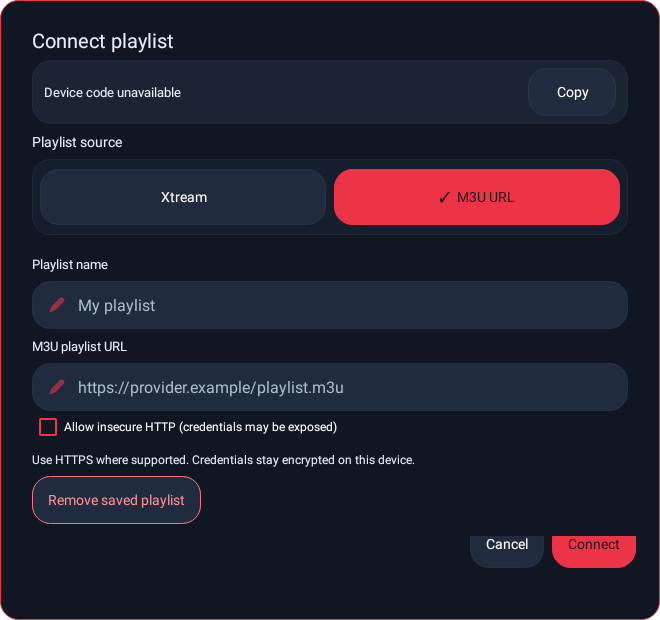 Connect playlist
Device code unavailable
Copy
Playlist source
Xtream
✓ M3U URL
Playlist name
My playlist
M3U playlist URL
https://provider.example/playlist.m3u
Allow insecure HTTP (credentials may be exposed)
Use HTTPS where supported. Credentials stay encrypted on this device.
Remove saved playlist
Cancel
Connect